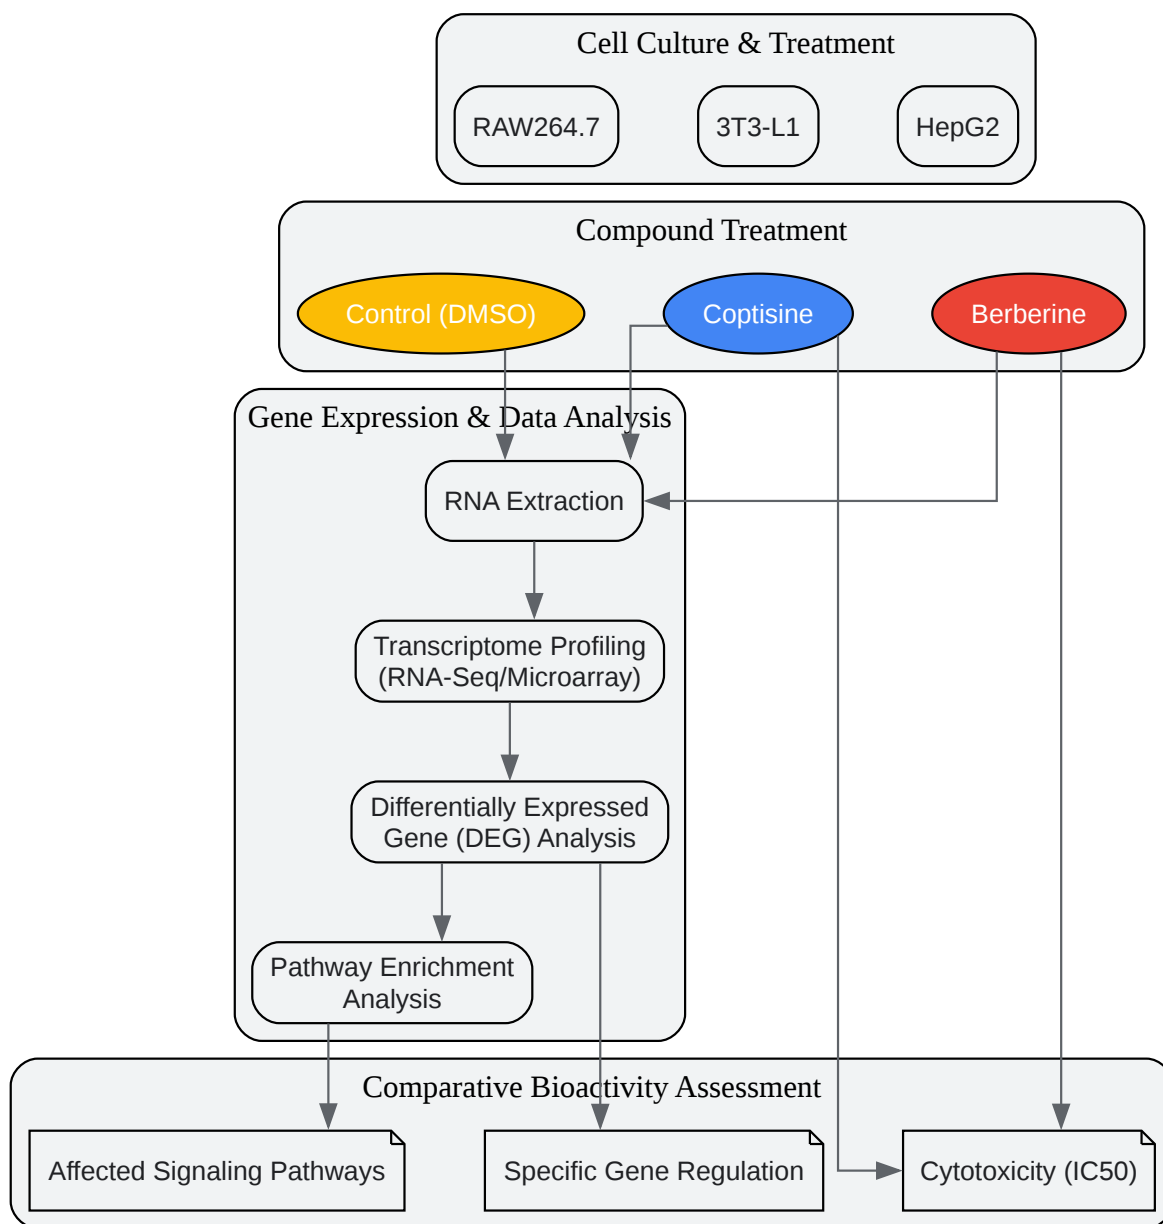 Cell Culture & Treatment
RAW264.7
3T3-L1
HepG2
Compound Treatment
Control (DMSO)
Coptisine
Berberine
Gene Expression & Data Analysis
RNA Extraction
Transcriptome Profiling
(RNA-Seq/Microarray)
Differentially Expressed
Gene (DEG) Analysis
Pathway Enrichment
Analysis
Comparative Bioactivity Assessment
Affected Signaling Pathways
Specific Gene Regulation
Cytotoxicity (IC50)